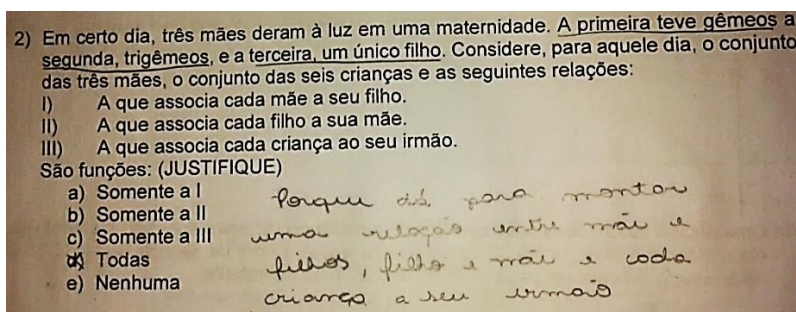 2) Em certo dia, três mães deram à luz em uma maternidade. A primeira teve gêmeos a
segunda, trigêmeos, e a terceira, um único filho. Considere, para aquele dia, o conjunto
das três mães, o conjunto das seis crianças e as seguintes relações:
I) A que associa cada mãe a seu filho.
II) A que associa cada filho a sua mãe.
III) A que associa cada criança ao seu irmão.
São funções: (JUSTIFIQUE)
a) Somente a I
b) Somente a II
c) Somente a III
d) Todas
e) Nenhuma
Porque dá para montar
uma relação entre mãe e
filhos, filho e mãe e cada
criança a seu irmão